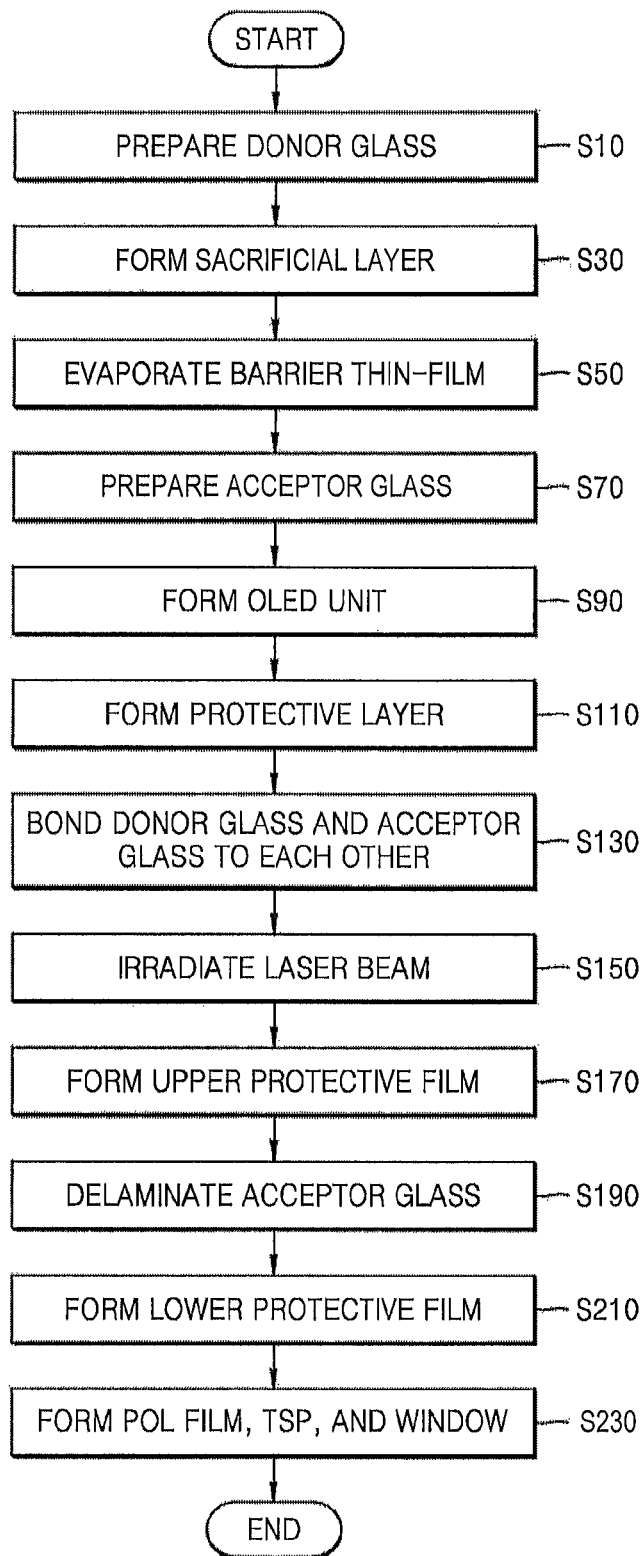 START
PREPARE DONOR GLASS S10
FORM SACRIFICIAL LAYER S30
EVAPORATE BARRIER THIN-FILM S50
PREPARE ACCEPTOR GLASS S70
FORM OLED UNIT S90
FORM PROTECTIVE LAYER S110
BOND DONOR GLASS AND ACCEPTOR
GLASS TO EACH OTHER S130
IRRADIATE LASER BEAM S150
FORM UPPER PROTECTIVE FILM S170
DELAMINATE ACCEPTOR GLASS S190
FORM LOWER PROTECTIVE FILM S210
FORM POL FILM, TSP, AND WINDOW S230
END